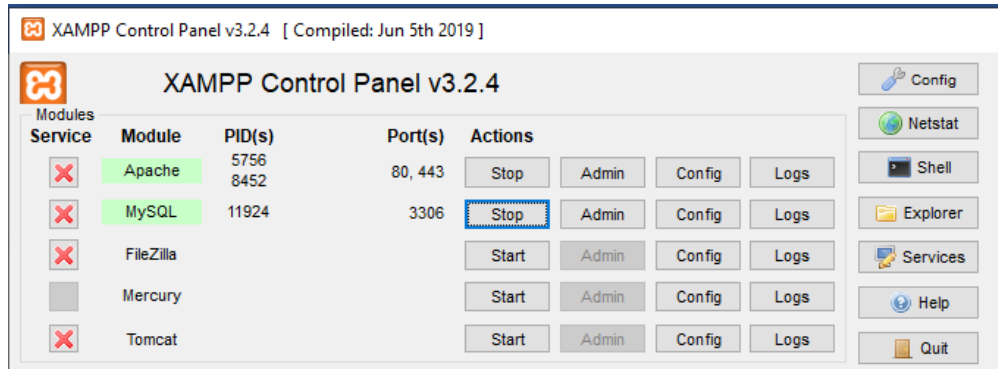 XAMPP Control Panel v3.2.4 [ Compiled: Jun 5th 2019 ]
XAMPP Control Panel v3.2.4
Config
Netstat
Shell
Explorer
Services
Help
Quit
Modules
Service Module PID(s) Port(s) Actions
Apache 5756 8452 80, 443 Stop Admin Config Logs
MySQL 11924 3306 Stop Admin Config Logs
FileZilla Start Admin Config Logs
Mercury Start Admin Config Logs
Tomcat Start Admin Config Logs